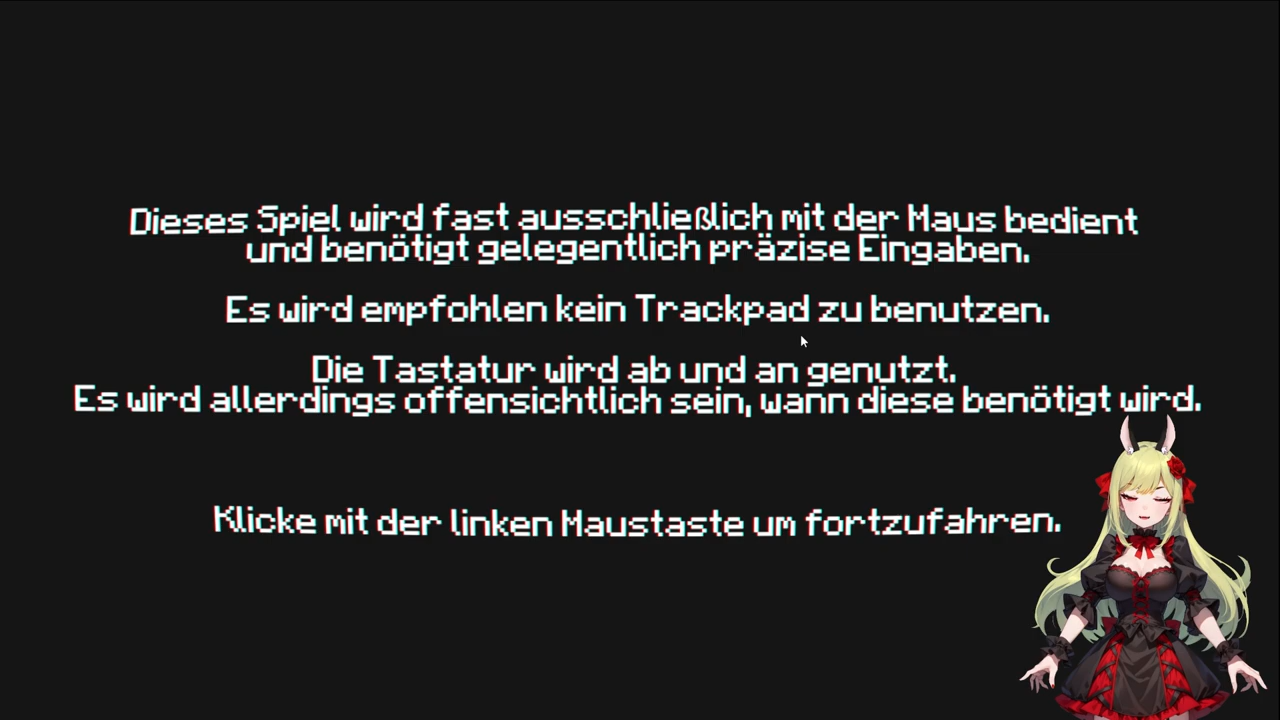 Dieses Spiel wird fast ausschließlich mit der Maus bedient
und benötigt gelegentlich präzise Eingaben.
Es wird empfohlen kein Trackpad zu benutzen.
Die Tastatur wird ab und an genutzt.
Es wird allerdings offensichtlich sein, wann diese benötigt wird.
Klicke mit der linken Maustaste um fortzufahren.